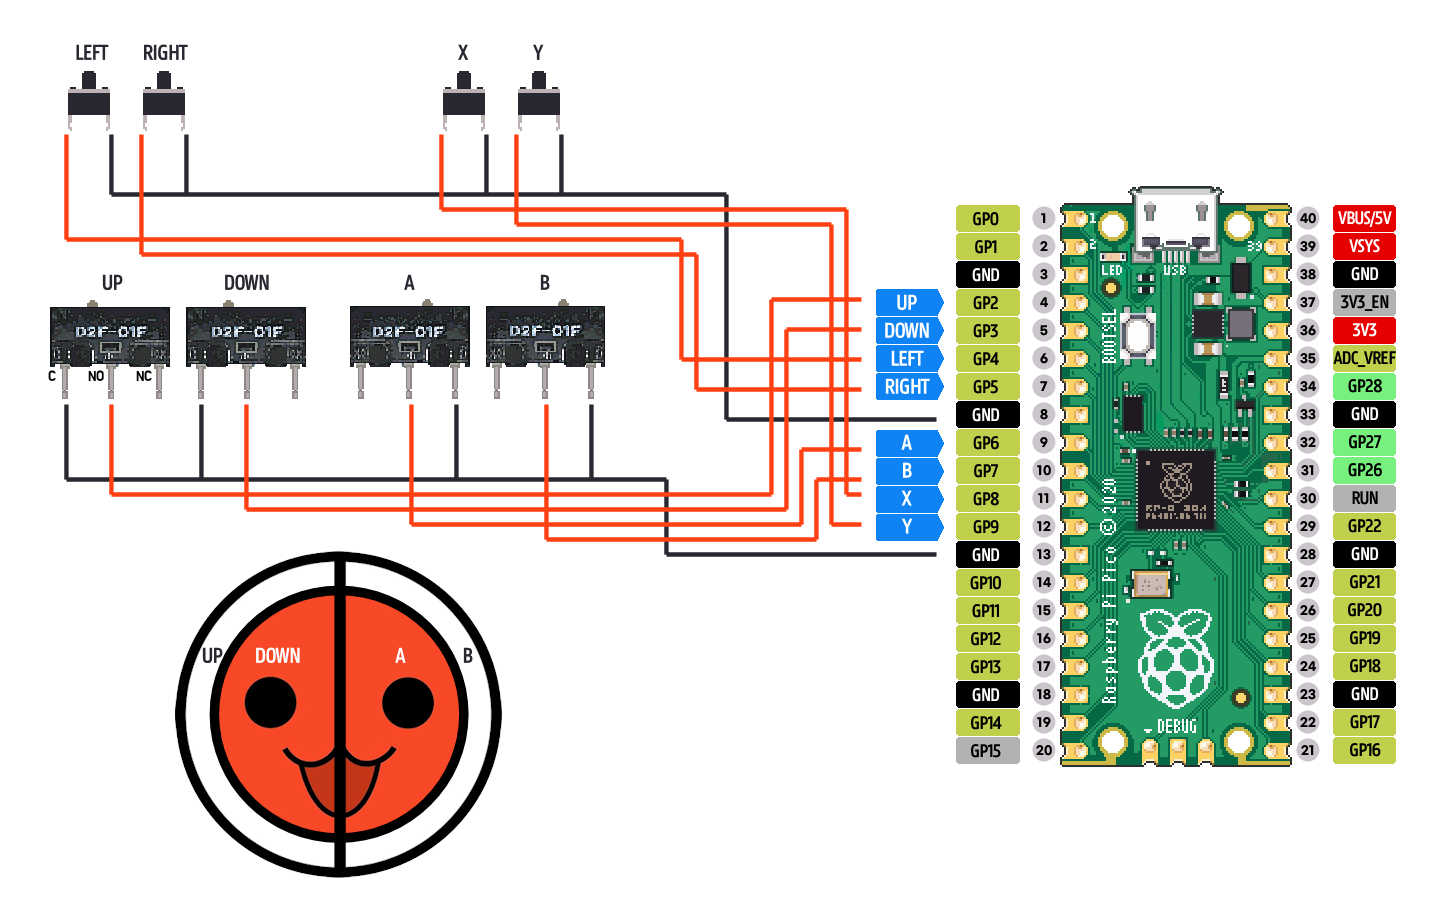 LEFT RIGHT X Y
UP DOWN A B
D2F-01F D2F-01F D2F-01F D2F-01F
C NO NC
UP DOWN A B
UP
DOWN
LEFT
RIGHT
A
B
X
Y
GP0 1
GP1 2
GND 3
GP2 4
GP3 5
GP4 6
GP5 7
GND 8
GP6 9
GP7 10
GP8 11
GP9 12
GND 13
GP10 14
GP11 15
GP12 16
GP13 17
GND 18
GP14 19
GP15 20
1
2
39
LED
USB
BOOTSEL
Raspberry Pi Pico © 2020
DEBUG
40 VBUS/5V
39 VSYS
38 GND
37 3V3_EN
36 3V3
35 ADC_VREF
34 GP28
33 GND
32 GP27
31 GP26
30 RUN
29 GP22
28 GND
27 GP21
26 GP20
25 GP19
24 GP18
23 GND
22 GP17
21 GP16